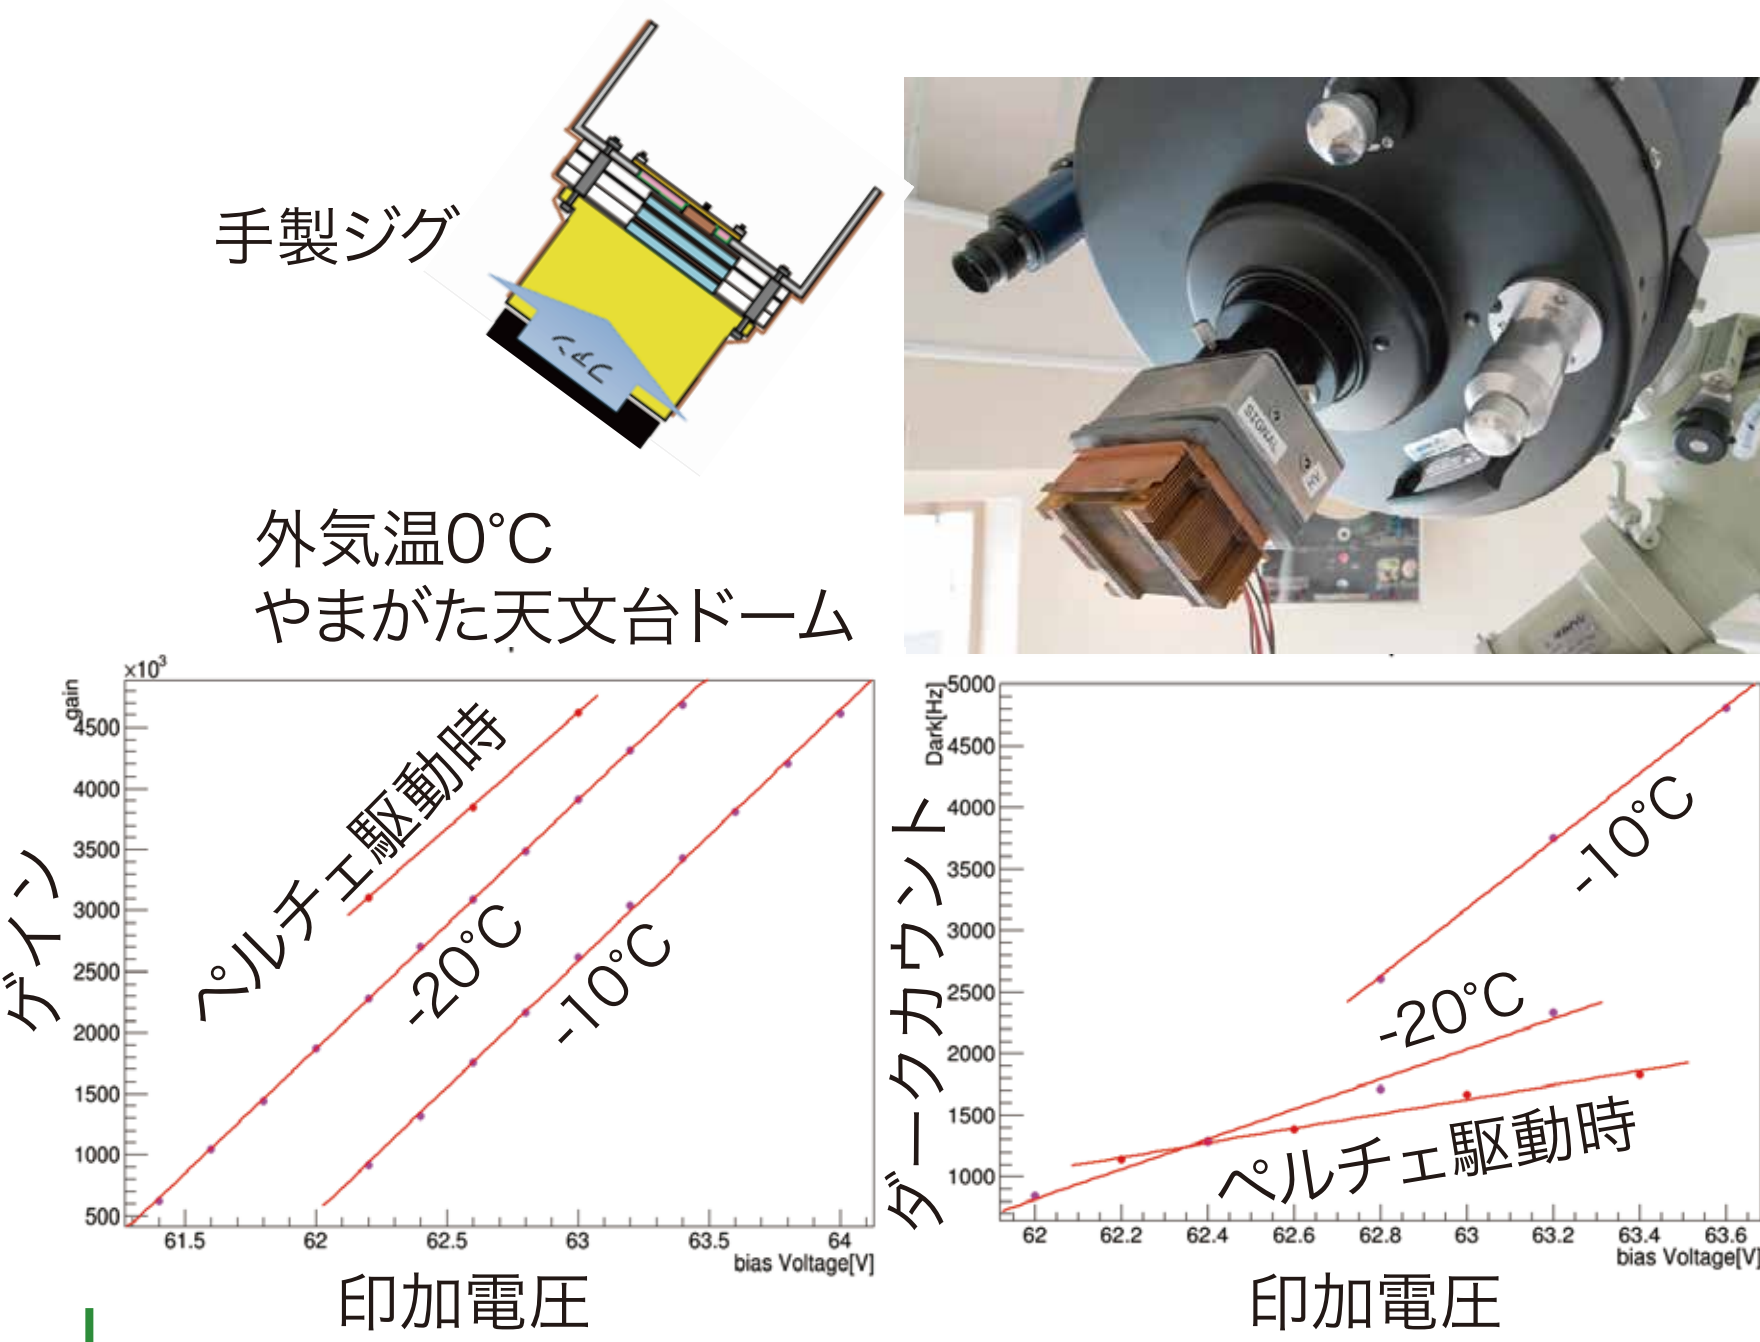 手製ジグ
外気温0℃
やまがた天文台ドーム
SIGNAL
HV
×10³
gain
4500
4000
3500
3000
2500
2000
1500
1000
500
61.5
62
62.5
63
63.5
64
bias Voltage[V]
ペルチェ駆動時
-20℃
-10℃
ゲイン
印加電圧
Dark[Hz]
5000
4500
4000
3500
3000
2500
2000
1500
1000
62
62.2
62.4
62.6
62.8
63
63.2
63.4
63.6
bias Voltage[V]
-10℃
-20℃
ペルチェ駆動時
ダークカウント
印加電圧